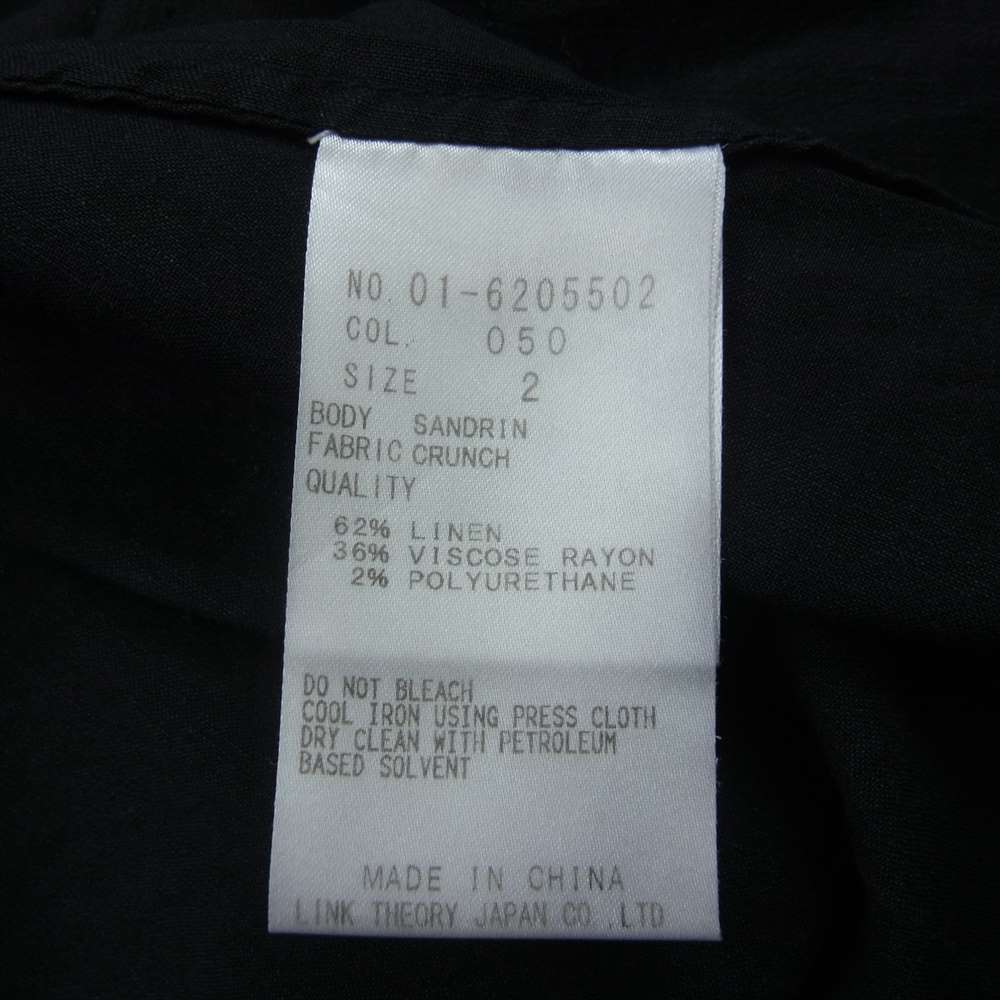 NO. 01-6205502
COL. 050
SIZE 2
BODY SANDRIN
FABRIC CRUNCH
QUALITY
62% LINEN
36% VISCOSE RAYON
2% POLYURETHANE
DO NOT BLEACH
COOL IRON USING PRESS CLOTH
DRY CLEAN WITH PETROLEUM
BASED SOLVENT
MADE IN CHINA
LINK THEORY JAPAN CO.,LTD